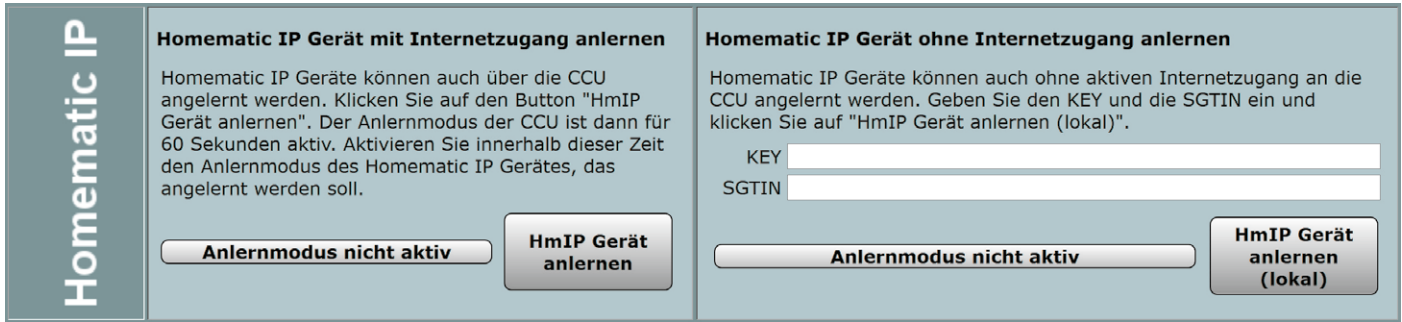 Homematic IP
Homematic IP Gerät mit Internetzugang anlernen
Homematic IP Geräte können auch über die CCU
angelernt werden. Klicken Sie auf den Button "HmIP
Gerät anlernen". Der Anlernmodus der CCU ist dann für
60 Sekunden aktiv. Aktivieren Sie innerhalb dieser Zeit
den Anlernmodus des Homematic IP Gerätes, das
angelernt werden soll.
Anlernmodus nicht aktiv
HmIP Gerät
anlernen
Homematic IP Gerät ohne Internetzugang anlernen
Homematic IP Geräte können auch ohne aktiven Internetzugang an die
CCU angelernt werden. Geben Sie den KEY und die SGTIN ein und
klicken Sie auf "HmIP Gerät anlernen (lokal)".
KEY
SGTIN
Anlernmodus nicht aktiv
HmIP Gerät
anlernen
(lokal)